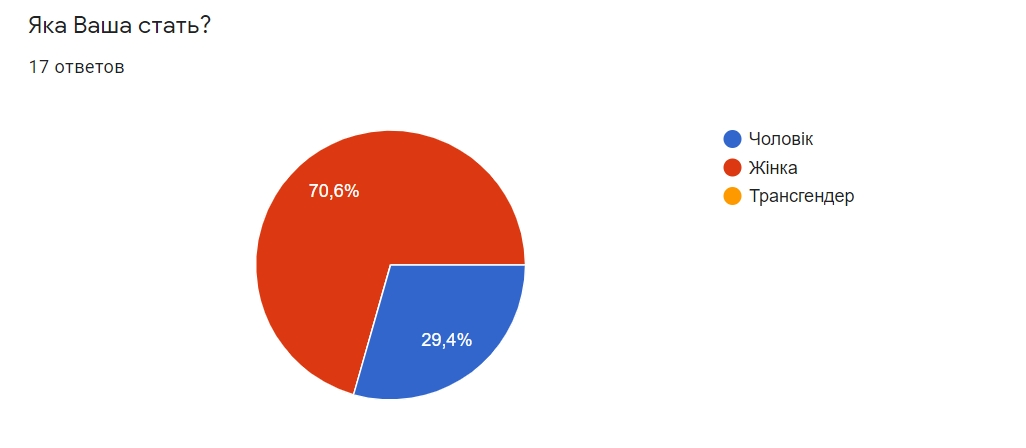 Яка Ваша стать?
17 ответов
70,6%
29,4%
Чоловік
Жінка
Трансгендер